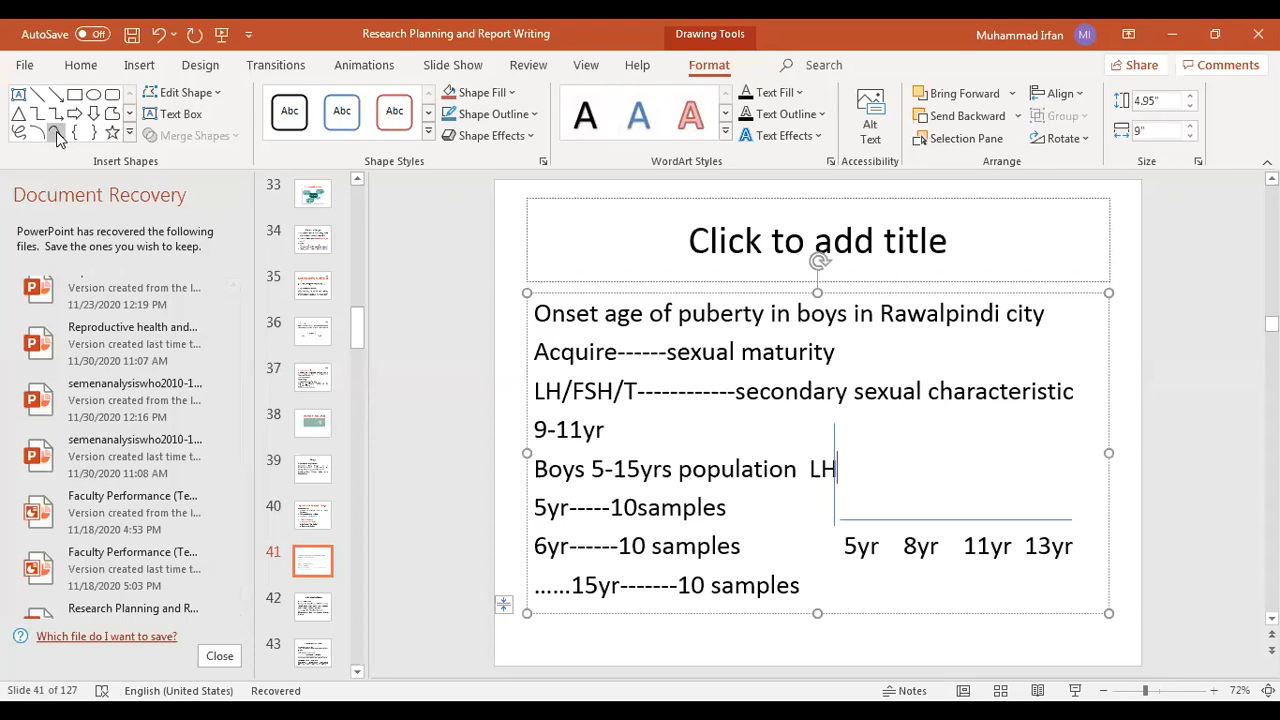 AutoSave Off
Research Planning and Report Writing
Drawing Tools
Muhammad Irfan MI
File Home Insert Design Transitions Animations Slide Show Review View Help Format Search Share Comments
Edit Shape
Text Box
Merge Shapes
Insert Shapes
Abc Abc Abc
Shape Fill
Shape Outline
Shape Effects
Shape Styles
A A A
Text Fill
Text Outline
Text Effects
WordArt Styles
Alt Text
Accessibility
Bring Forward
Send Backward
Selection Pane
Align
Group
Rotate
Arrange
4.95"
9"
Size
Document Recovery
PowerPoint has recovered the following
files. Save the ones you wish to keep.
Version created from the l...
11/23/2020 12:19 PM
Reproductive health and...
Version created last time t...
11/30/2020 11:07 AM
semenanalysiswho2010-1...
Version created last time t...
11/30/2020 12:16 PM
semenanalysiswho2010-1...
Version created last time t...
11/30/2020 11:08 AM
Faculty Performance (Te...
Version created from the l...
11/18/2020 4:53 PM
Faculty Performance (Te...
Version created from the l...
11/18/2020 5:03 PM
Research Planning and R...
Version created last time t...
Which file do I want to save?
Close
33
34
35
36
37
38
39
40
41
42
43
Click to add title
Onset age of puberty in boys in Rawalpindi city
Acquire------sexual maturity
LH/FSH/T------------secondary sexual characteristic
9-11yr
Boys 5-15yrs population LH
5yr-----10samples
6yr------10 samples 5yr 8yr 11yr 13yr
......15yr-------10 samples
Slide 41 of 127
English (United States)
Recovered
Notes
72%